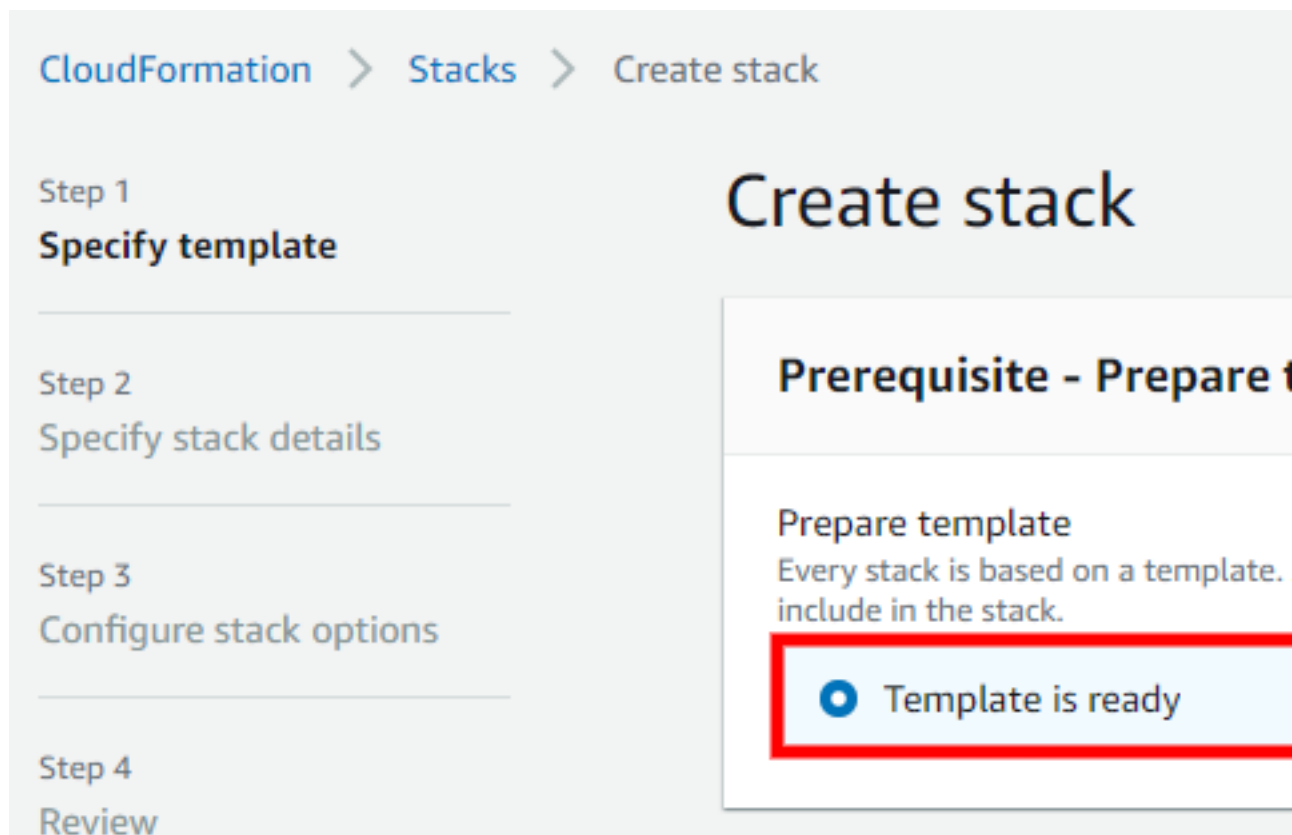 CloudFormation > Stacks > Create stack
Step 1
Specify template
Step 2
Specify stack details
Step 3
Configure stack options
Step 4
Review
Create stack
Prerequisite - Prepare
Prepare template
Every stack is based on a template.
include in the stack.
Template is ready